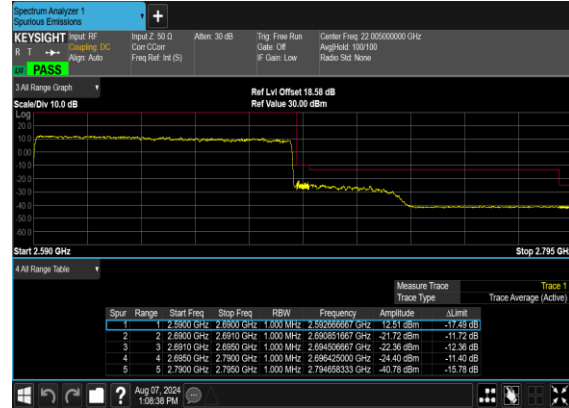 Spectrum Analyzer 1
Spurious Emissions
+
KEYSIGHT Input: RF Input Z: 50 Ω Atten: 30 dB Trig: Free Run Center Freq: 22.005000000 GHz
R T Coupling: DC Corr CCorr Gate: Off Avg|Hold: 100/100
Align: Auto Freq Ref: Int (S) IF Gain: Low Radio Std: None
PASS
3 All Range Graph Ref Lvl Offset 18.58 dB
Scale/Div 10.0 dB Ref Value 30.00 dBm
Log
20.0
10.0
0.00
-10.0
-20.0
-30.0
-40.0
-50.0
-60.0
Start 2.590 GHz Stop 2.795 GH
4 All Range Table
Measure Trace Trace 1
Trace Type Trace Average (Active)
Spur Range Start Freq Stop Freq RBW Frequency Amplitude ΔLimit
1 1 2.5900 GHz 2.6900 GHz 1.000 MHz 2.592666667 GHz 12.51 dBm -17.49 dB
2 2 2.6900 GHz 2.6910 GHz 1.000 MHz 2.690851667 GHz -21.72 dBm -11.72 dB
3 3 2.6910 GHz 2.6950 GHz 1.000 MHz 2.694506667 GHz -22.36 dBm -12.36 dB
4 4 2.6950 GHz 2.7900 GHz 1.000 MHz 2.696425000 GHz -24.40 dBm -11.40 dB
5 5 2.7900 GHz 2.7950 GHz 1.000 MHz 2.794658333 GHz -40.78 dBm -15.78 dB
? Aug 07, 2024
1:08:38 PM